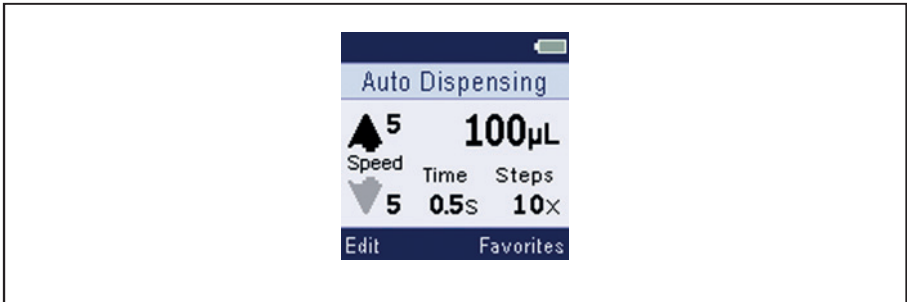 Auto Dispensing
5 100µL
Speed
Time Steps
5 0.5s 10×
Edit Favorites